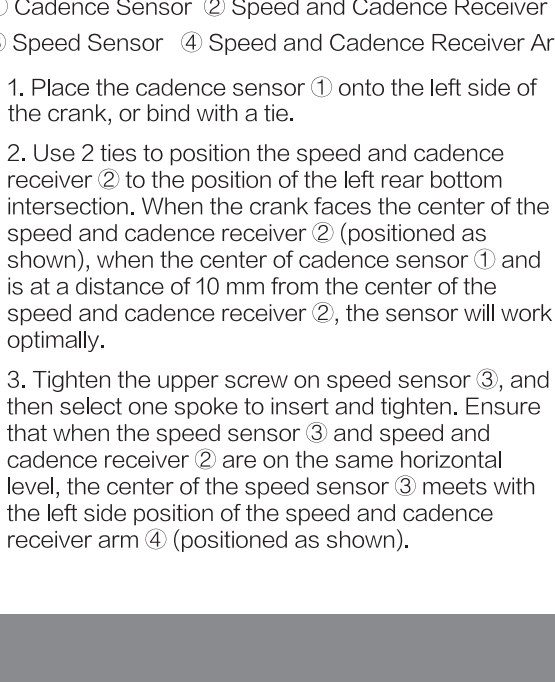 Cadence Sensor ② Speed and Cadence Receiver
Speed Sensor ④ Speed and Cadence Receiver
1. Place the cadence sensor ① onto the left side of
the crank, or bind with a tie.
2. Use 2 ties to position the speed and cadence
receiver ② to the position of the left rear bottom
intersection. When the crank faces the center of the
speed and cadence receiver ② (positioned as
shown), when the center of cadence sensor ① and
is at a distance of 10 mm from the center of the
speed and cadence receiver ②, the sensor will work
optimally.
3. Tighten the upper screw on speed sensor ③, and
then select one spoke to insert and tighten. Ensure
that when the speed sensor ③ and speed and
cadence receiver ② are on the same horizontal
level, the center of the speed sensor ③ meets with
the left side position of the speed and cadence
receiver arm ④ (positioned as shown).